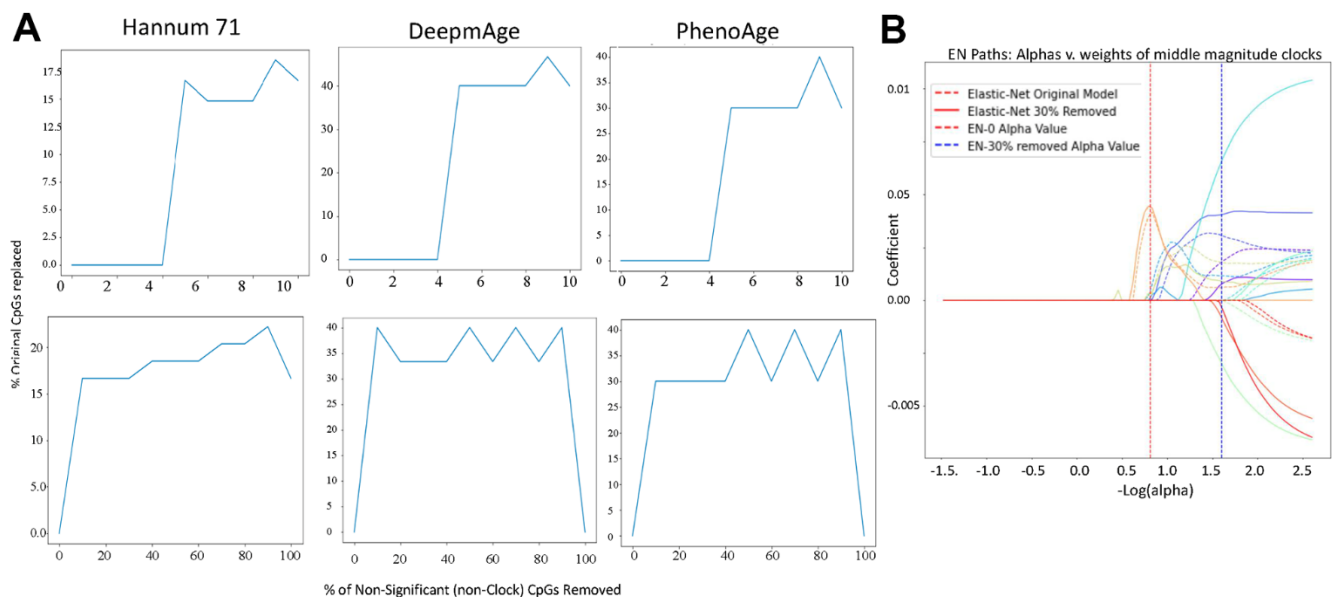 A
B
Hannum 71
DeepmAge
PhenoAge
EN Paths: Alphas v. weights of middle magnitude clocks
17.5
15
12.5
10.0
7.5
5.0
2.5
0.0
0 2 4 6 8 10
40
30
20
10
0
0 2 4 6 8 10
40
35
30
25
20
15
10
5
0
0 2 4 6 8 10
% Original CpGs replaced
20
15
10
5.0
0.0
0 20 40 60 80 100
40
35
30
25
20
15
10
5
0
0 20 40 60 80 100
40
35
30
25
20
15
10
5
0
0 20 40 60 80 100
% of Non-Significant (non-Clock) CpGs Removed
Elastic-Net Original Model
Elastic-Net 30% Removed
EN-0 Alpha Value
EN-30% removed Alpha Value
Coefficient
0.01
0.05
0.00
-0.005
-1.5. -1.0 -0.5 0.0 0.5 1.0 1.5 2.0 2.5
-Log(alpha)